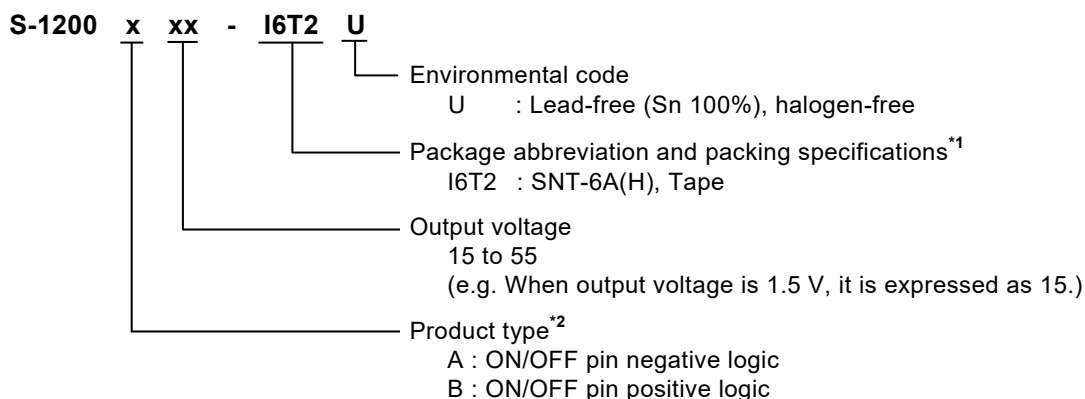 S-1200 x xx - I6T2 U
Environmental code
U : Lead-free (Sn 100%), halogen-free
Package abbreviation and packing specifications*1
I6T2 : SNT-6A(H), Tape
Output voltage
15 to 55
(e.g. When output voltage is 1.5 V, it is expressed as 15.)
Product type*2
A : ON/OFF pin negative logic
B : ON/OFF pin positive logic